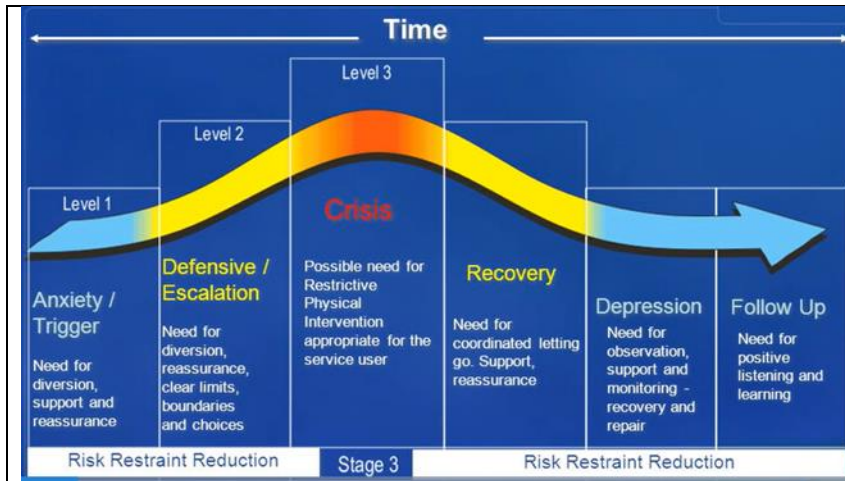 Time
Level 1
Level 2
Level 3
Anxiety /
Trigger
Need for
diversion,
support and
reassurance
Defensive /
Escalation
Need for
diversion,
reassurance,
clear limits,
boundaries
and choices
Crisis
Possible need for
Restrictive
Physical
Intervention
appropriate for the
service user
Recovery
Need for
coordinated letting
go. Support,
reassurance
Depression
Need for
observation,
support and
monitoring -
recovery and
repair
Follow Up
Need for
positive
listening and
learning
Risk Restraint Reduction
Stage 3
Risk Restraint Reduction